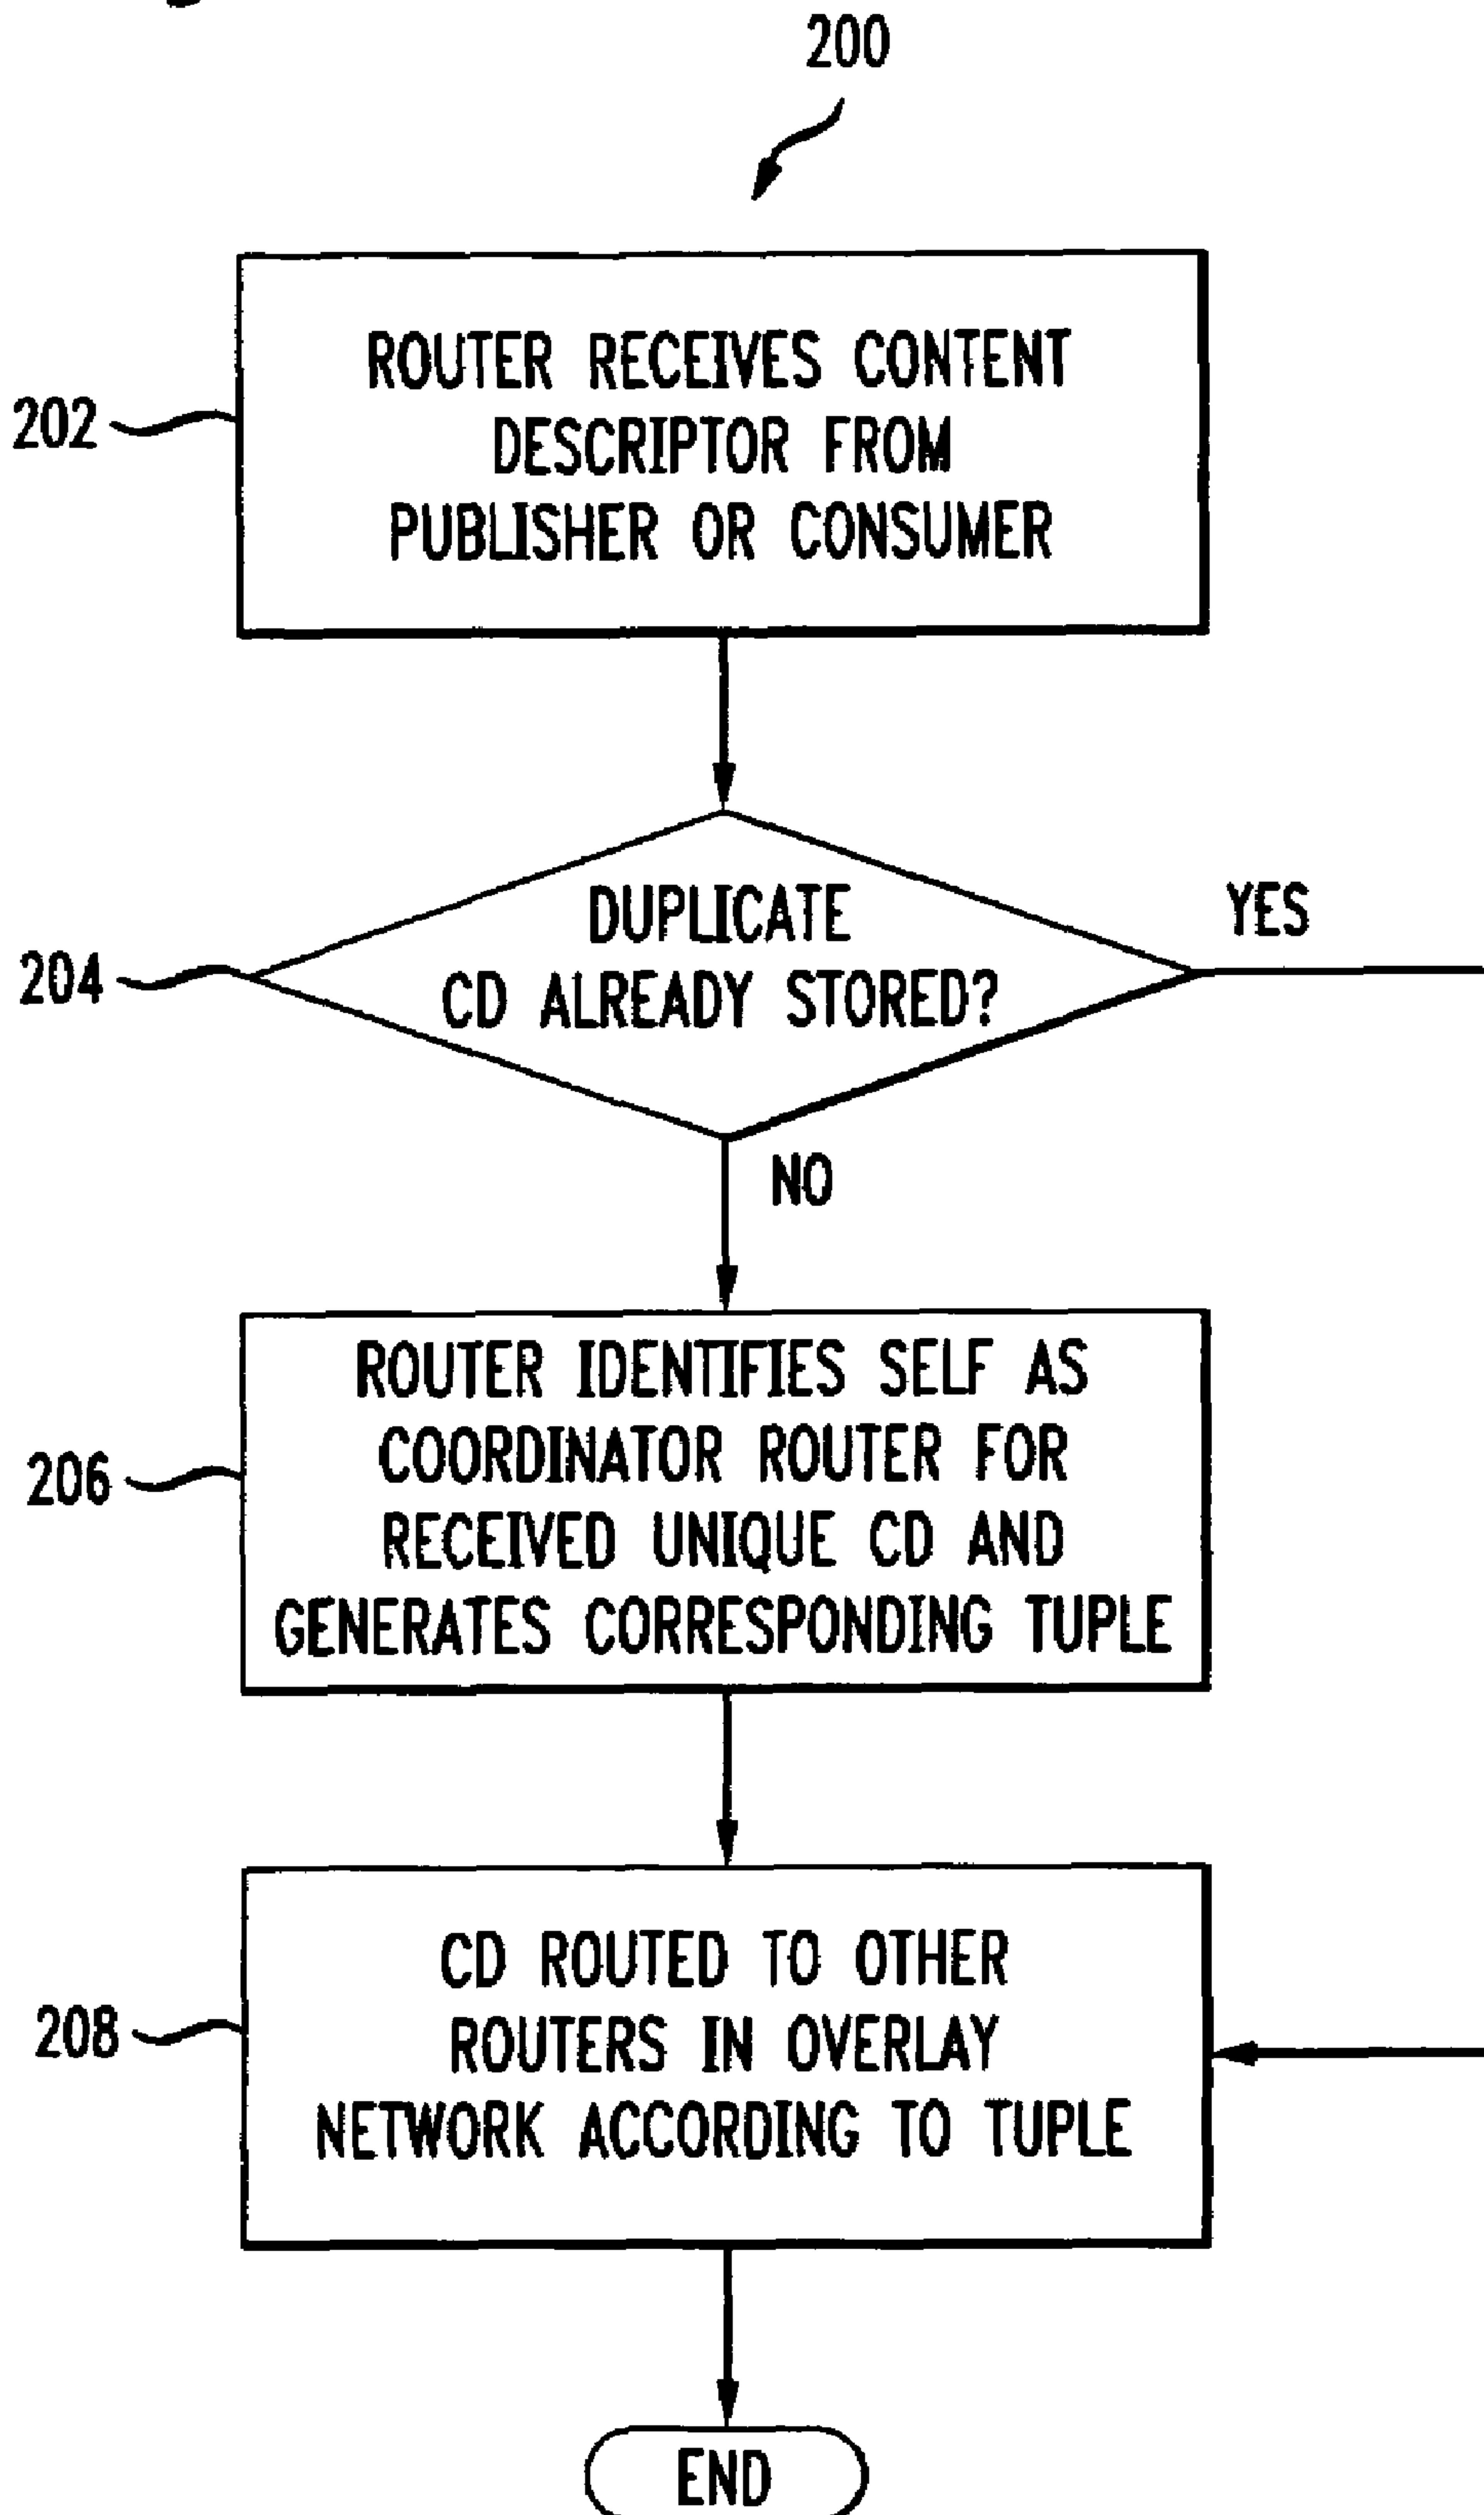 200
ROUTER RECEIVES CONTENT
DESCRIPTOR FROM
PUBLISHER OR CONSUMER
202
DUPLICATE
CD ALREADY STORED?
204
YES
NO
ROUTER IDENTIFIES SELF AS
COORDINATOR ROUTER FOR
RECEIVED UNIQUE CD AND
GENERATES CORRESPONDING TUPLE
206
CD ROUTED TO OTHER
ROUTERS IN OVERLAY
NETWORK ACCORDING TO TUPLE
208
END